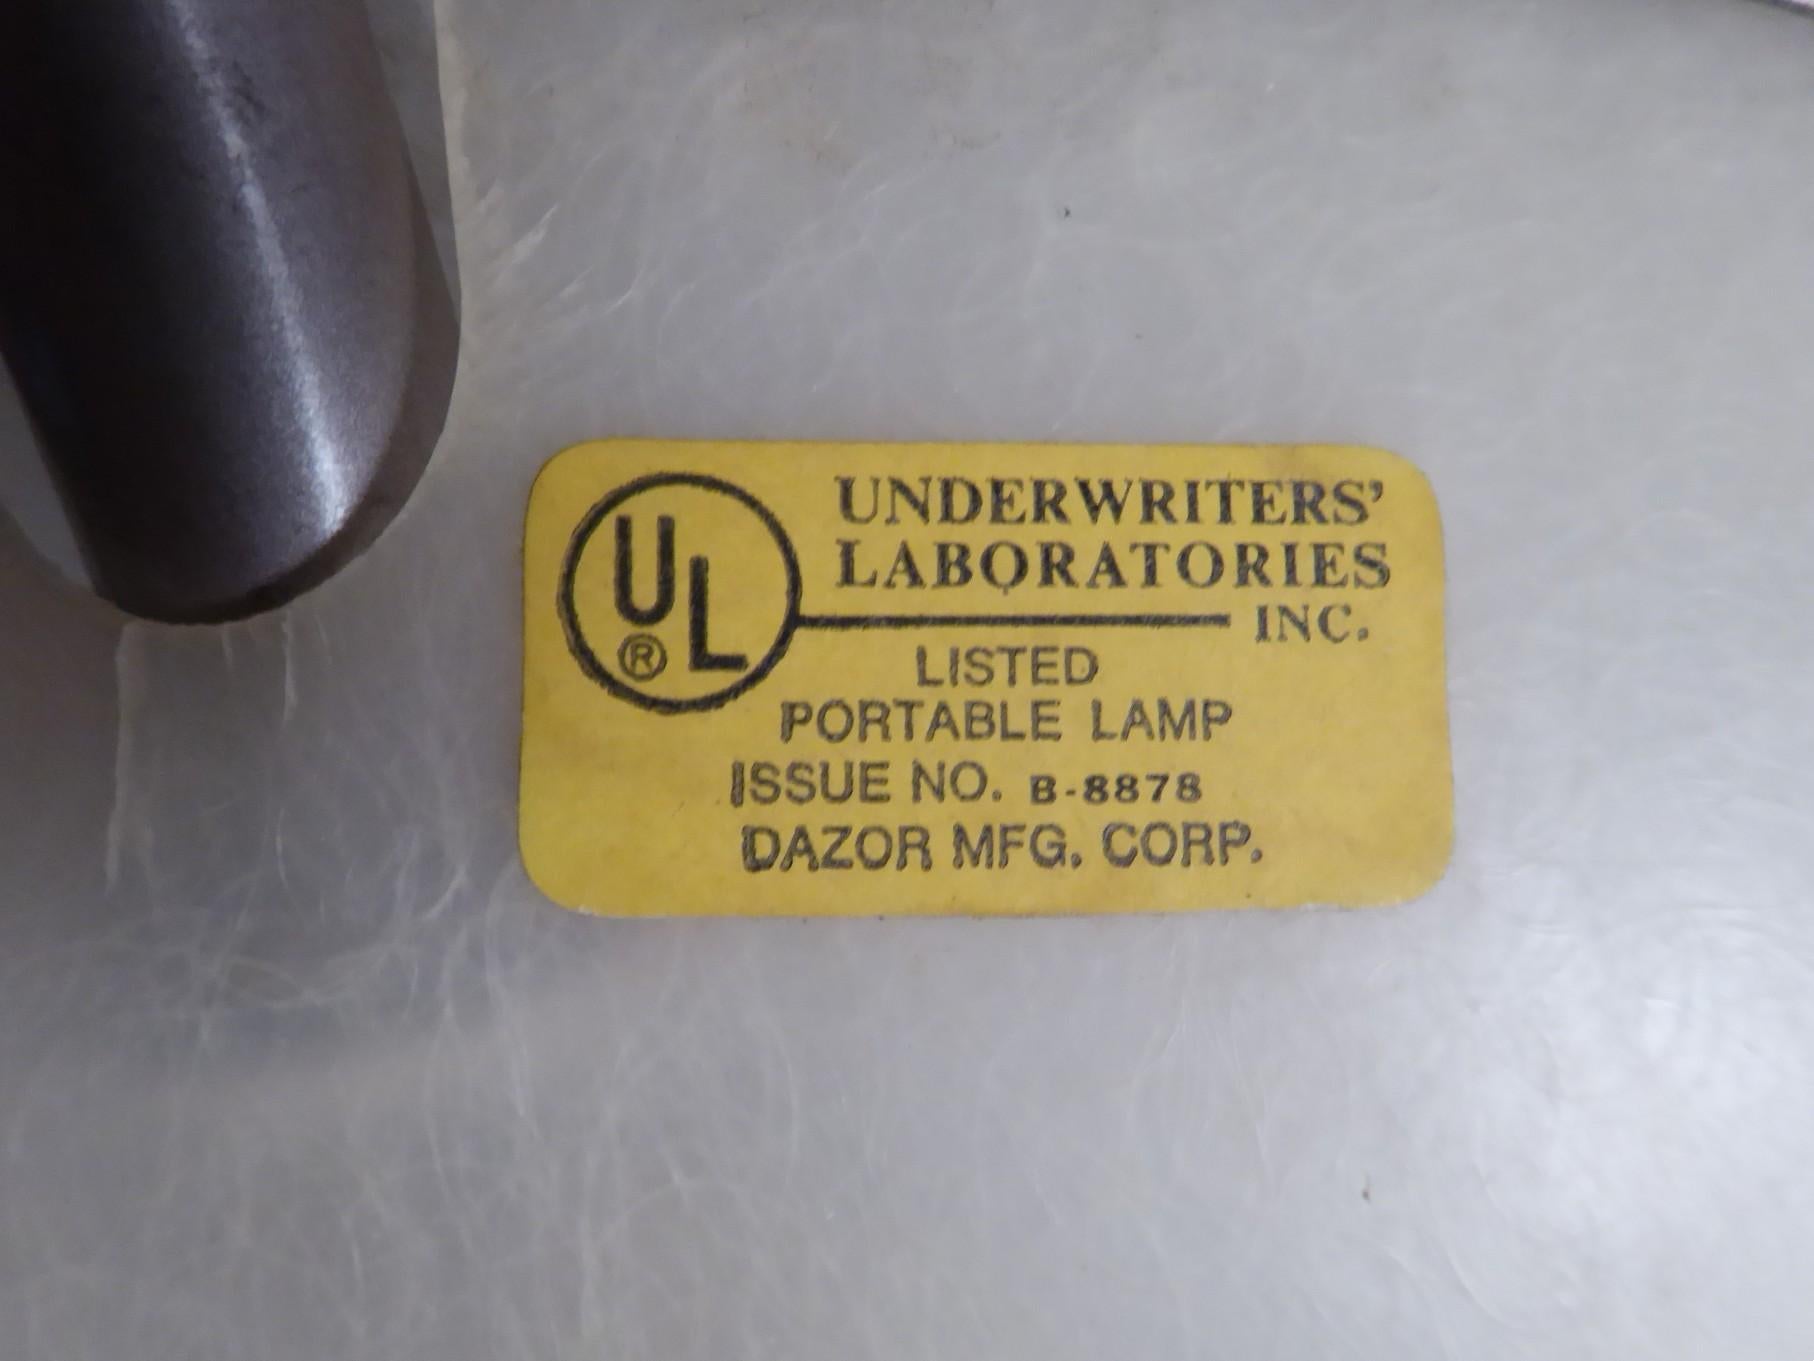 UL
®
UNDERWRITERS'
LABORATORIES
INC.
LISTED
PORTABLE LAMP
ISSUE NO. B-8878
DAZOR MFG. CORP.